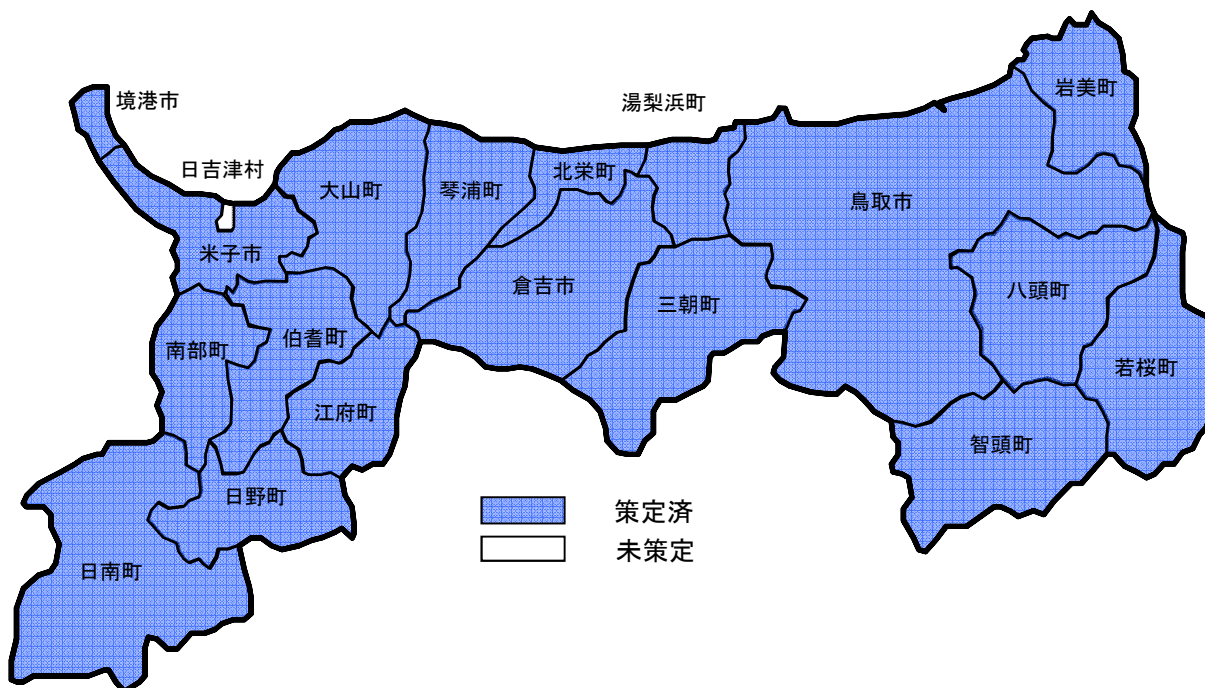 岩美町
境港市
湯梨浜町
日吉津村
北栄町
大山町
琴浦町
鳥取市
米子市
倉吉市
八頭町
三朝町
伯耆町
南部町
若桜町
江府町
智頭町
日野町
策定済
未策定
日南町